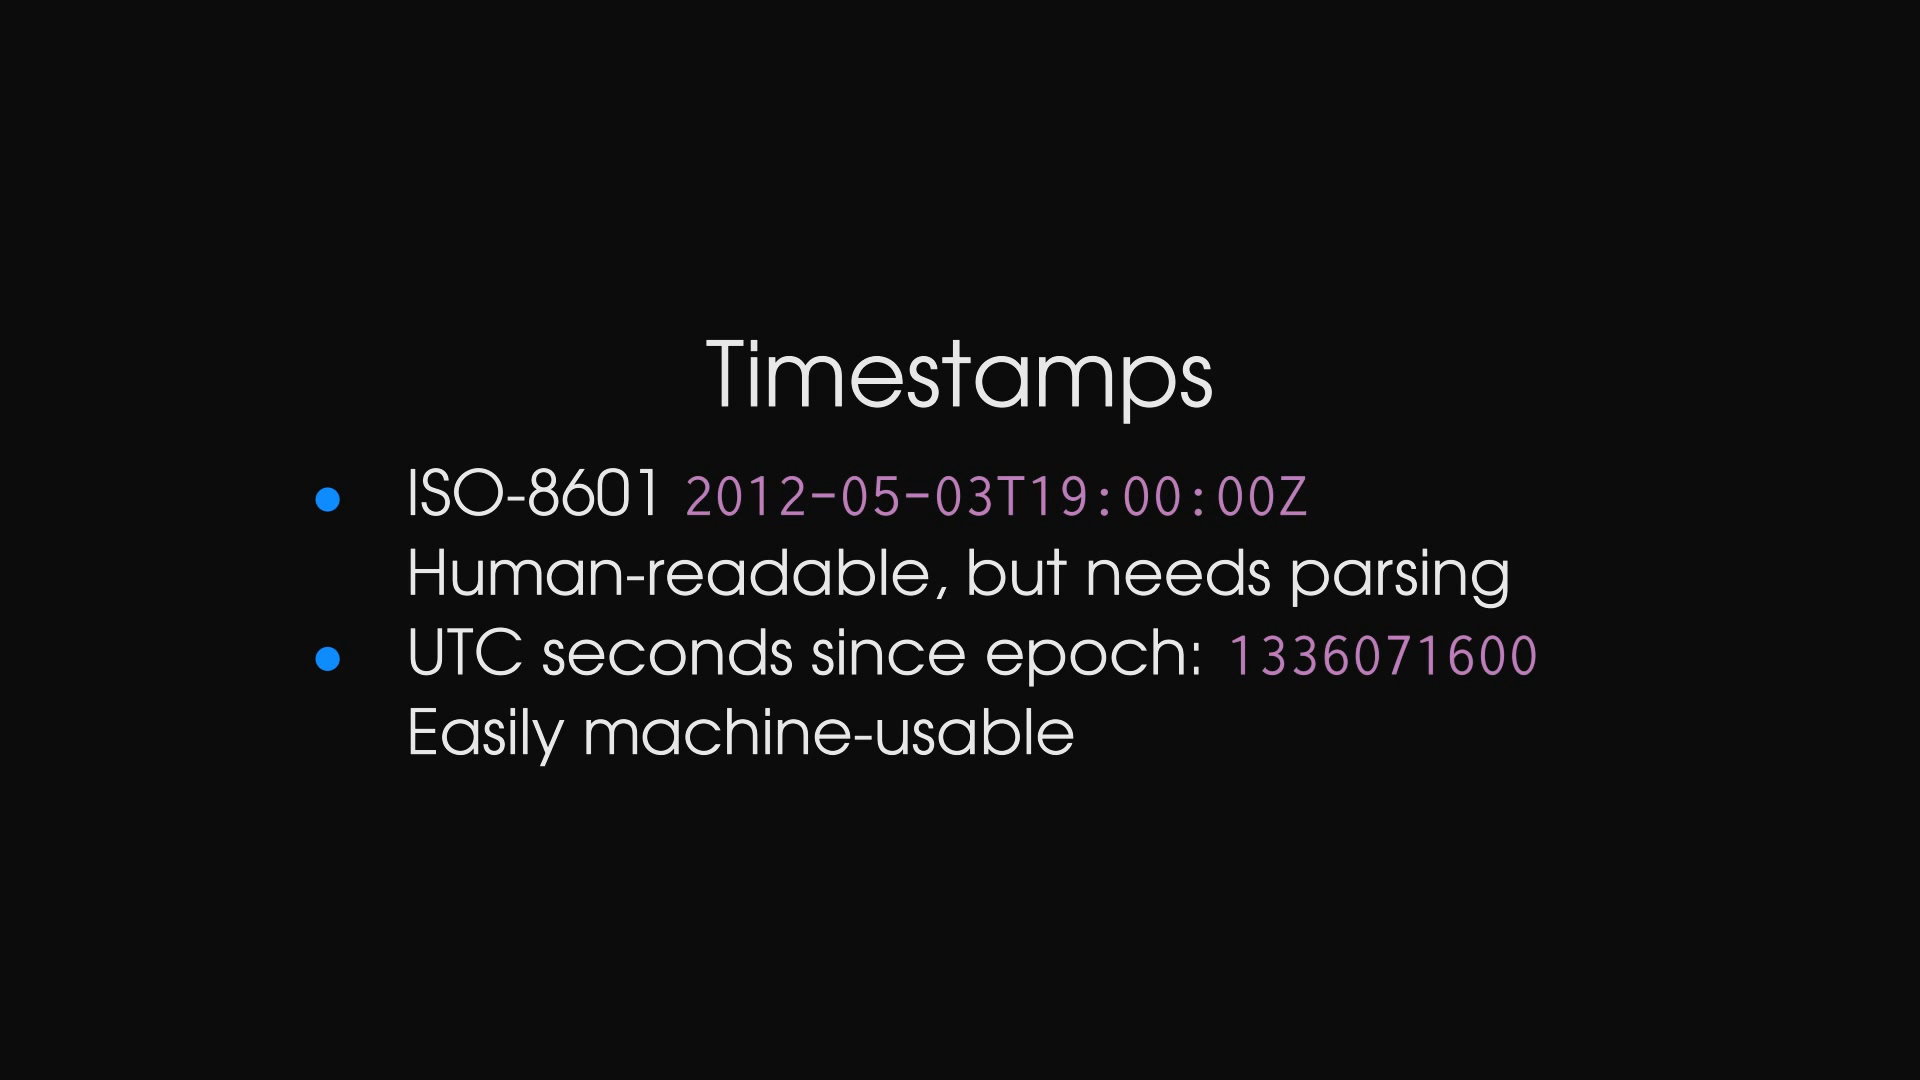 Timestamps
ISO-8601 2012-05-03T19:00:00Z
Human-readable, but needs parsing
UTC seconds since epoch: 1336071600
Easily machine-usable